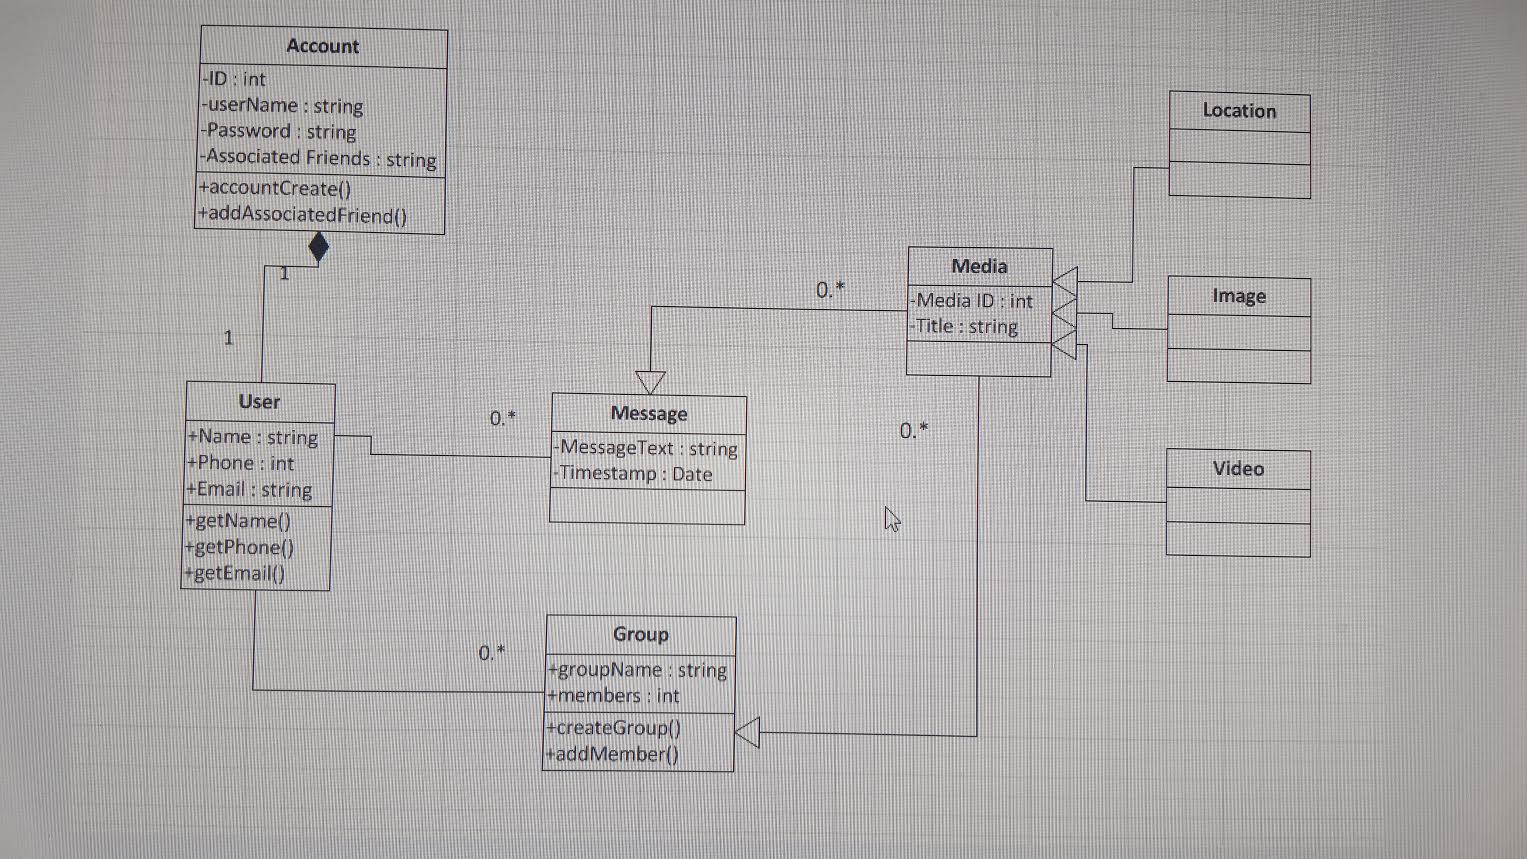 Account
-ID : int
-userName : string
-Password : string
-Associated Friends : string
+accountCreate()
+addAssociatedFriend()
1
1
User
+Name : string
+Phone : int
+Email : string
+getName()
+getPhone()
+getEmail()
0.*
Message
-MessageText : string
-Timestamp : Date
0.*
Media
-Media ID : int
-Title : string
0.*
Location
Image
Video
0.*
Group
+groupName : string
+members : int
+createGroup()
+addMember()